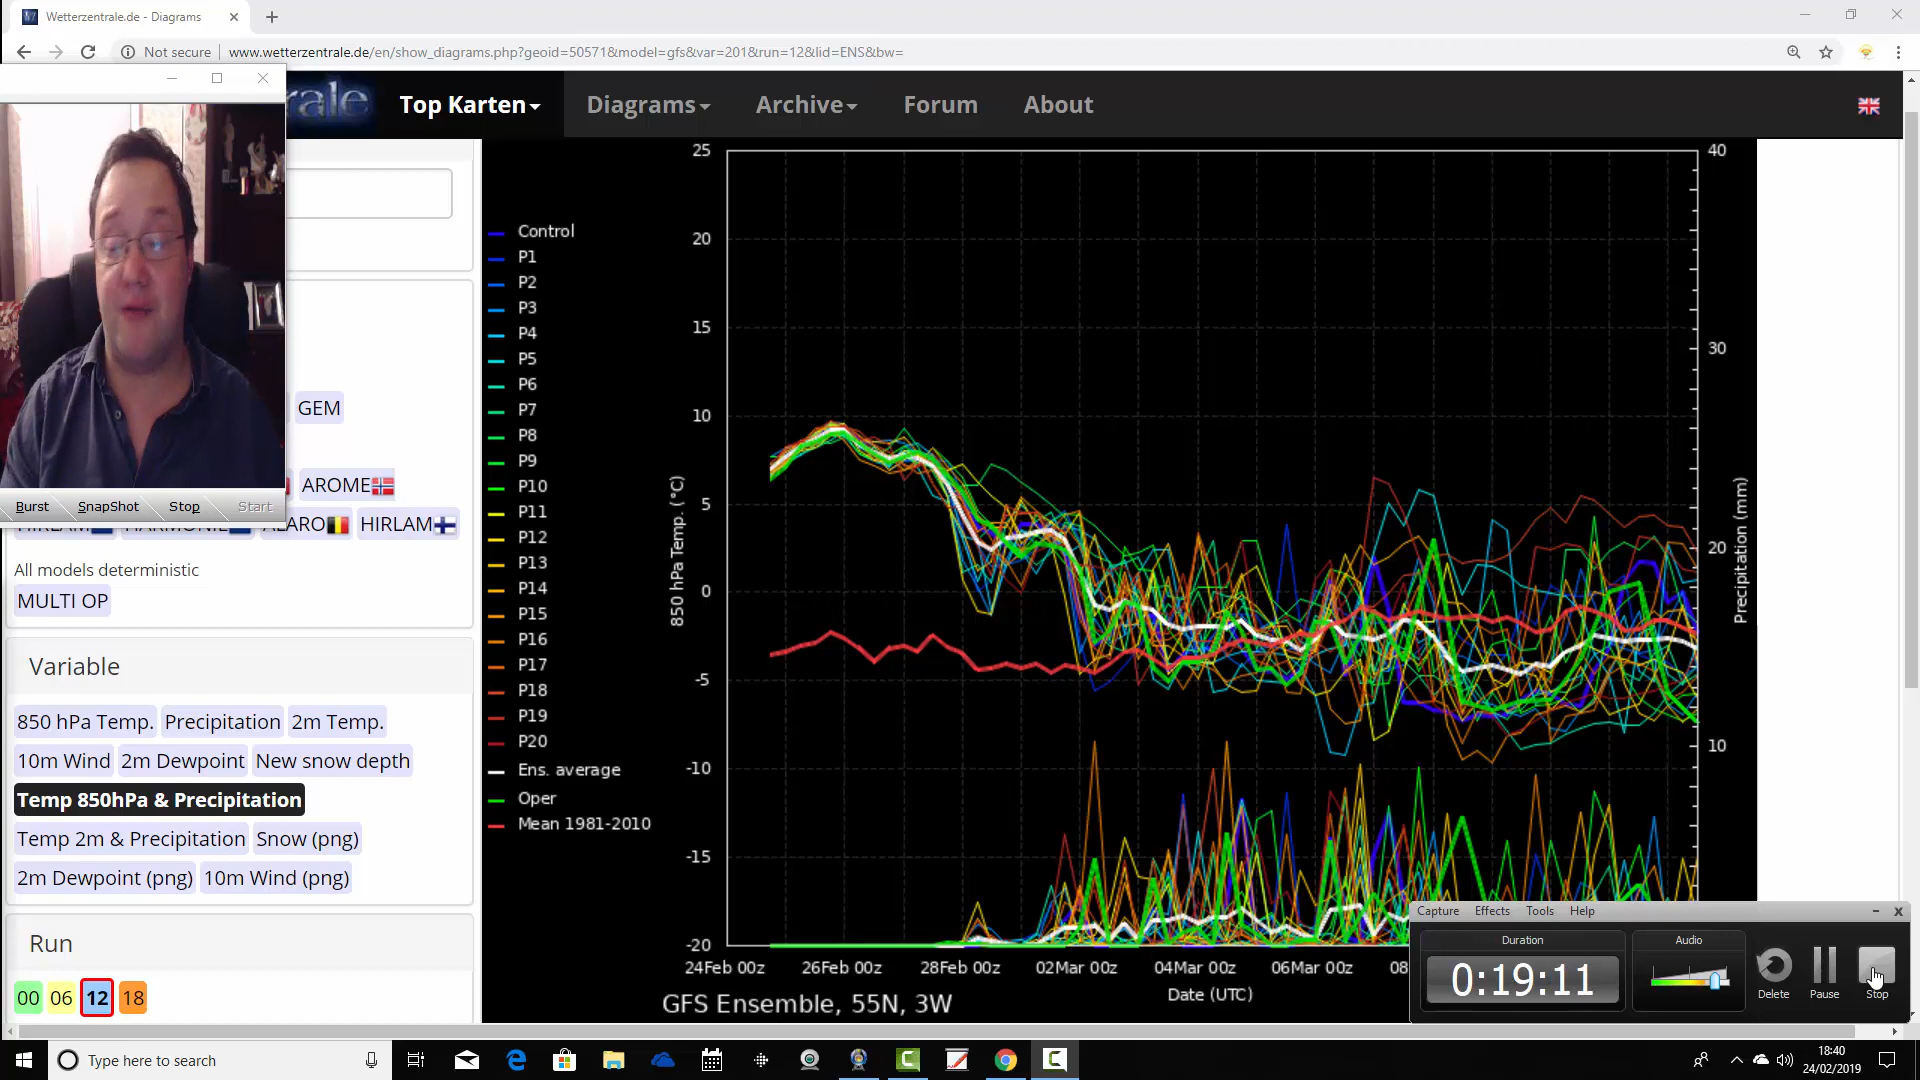 Wetterzentrale.de - Diagrams
Not secure
www.wetterzentrale.de/en/show_diagrams.php?geoid=50571&model=gfs&var=201&run=12&lid=ENS&bw=
rale
Top Karten
Diagrams
Archive
Forum
About
Burst
SnapShot
Stop
Start
GEM
AROME
HIRLAM
HARMONIE
ALARO
HIRLAM
All models deterministic
MULTI OP
Variable
850 hPa Temp.
Precipitation
2m Temp.
10m Wind
2m Dewpoint
New snow depth
Temp 850hPa & Precipitation
Temp 2m & Precipitation
Snow (png)
2m Dewpoint (png)
10m Wind (png)
Run
00
06
12
18
Control
P1
P2
P3
P4
P5
P6
P7
P8
P9
P10
P11
P12
P13
P14
P15
P16
P17
P18
P19
P20
Ens. average
Oper
Mean 1981-2010
850 hPa Temp. (°C)
25
20
15
10
5
0
-5
-10
-15
-20
40
30
20
10
Precipitation (mm)
24Feb 00z
26Feb 00z
28Feb 00z
02Mar 00z
04Mar 00z
06Mar 00z
08
Date (UTC)
GFS Ensemble, 55N, 3W
Capture
Effects
Tools
Help
Duration
0:19:11
Audio
Delete
Pause
Stop
Type here to search
18:40
24/02/2019